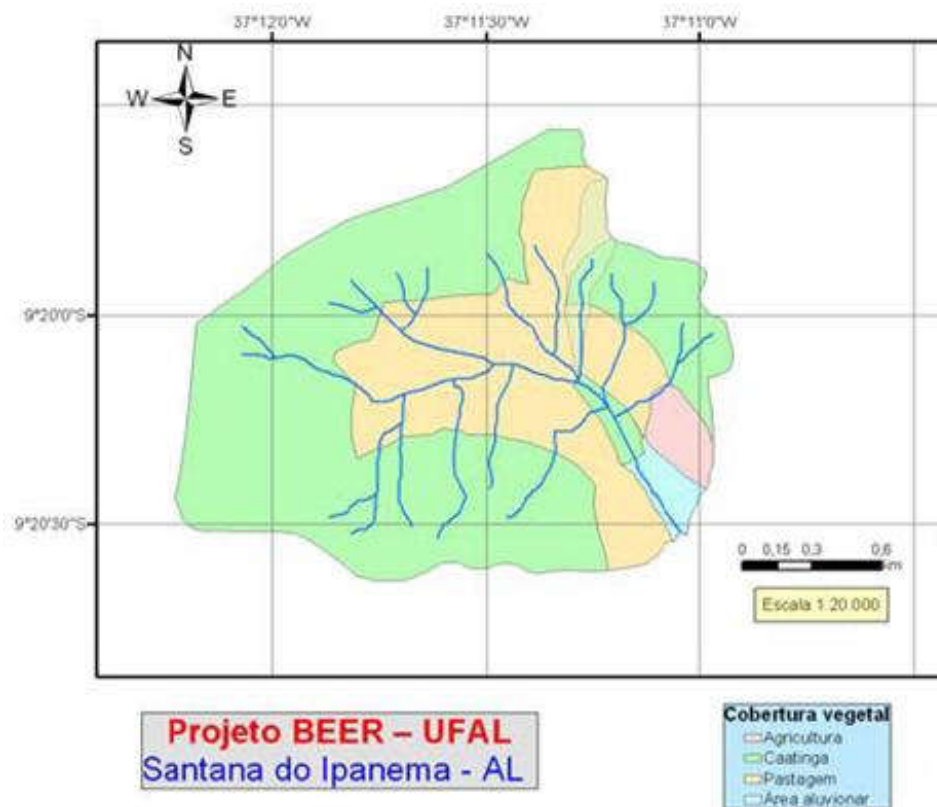 37°12'0"W 37°11'30"W 37°11'0"W
N
W E
S
9°20'0"S
9°20'30"S
0 0,15 0,3 0,6
km
Escala 1:20.000
Projeto BEER – UFAL
Santana do Ipanema - AL
Cobertura vegetal
Agricultura
Caatinga
Pastagem
Área aluvionar